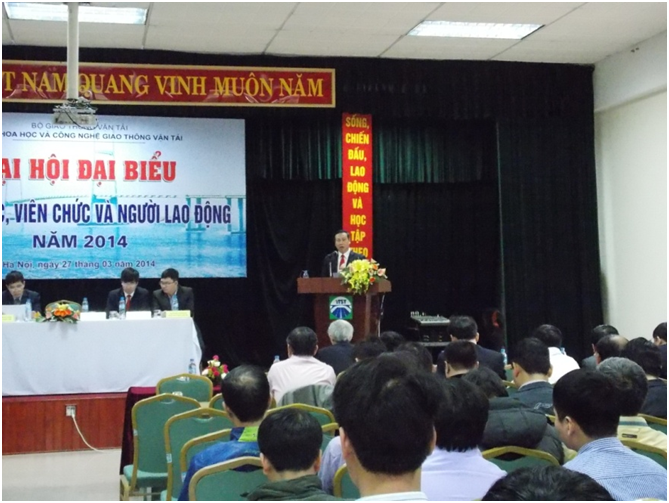 T NAM QUANG VINH MUÔN NĂM
BỘ GIAO THÔNG VẬN TẢI
HOA HỌC VÀ CÔNG NGHỆ GIAO THÔNG VẬN TẢI
ẠI HỘI ĐẠI BIỂU
C, VIÊN CHỨC VÀ NGƯỜI LAO ĐỘNG
NĂM 2014
Hà Nội, ngày 27 tháng 03 năm 2014
SỐNG,
CHIẾN
ĐẤU,
LAO
ĐỘNG
VÀ
HỌC
TẬP
THEO
ITST